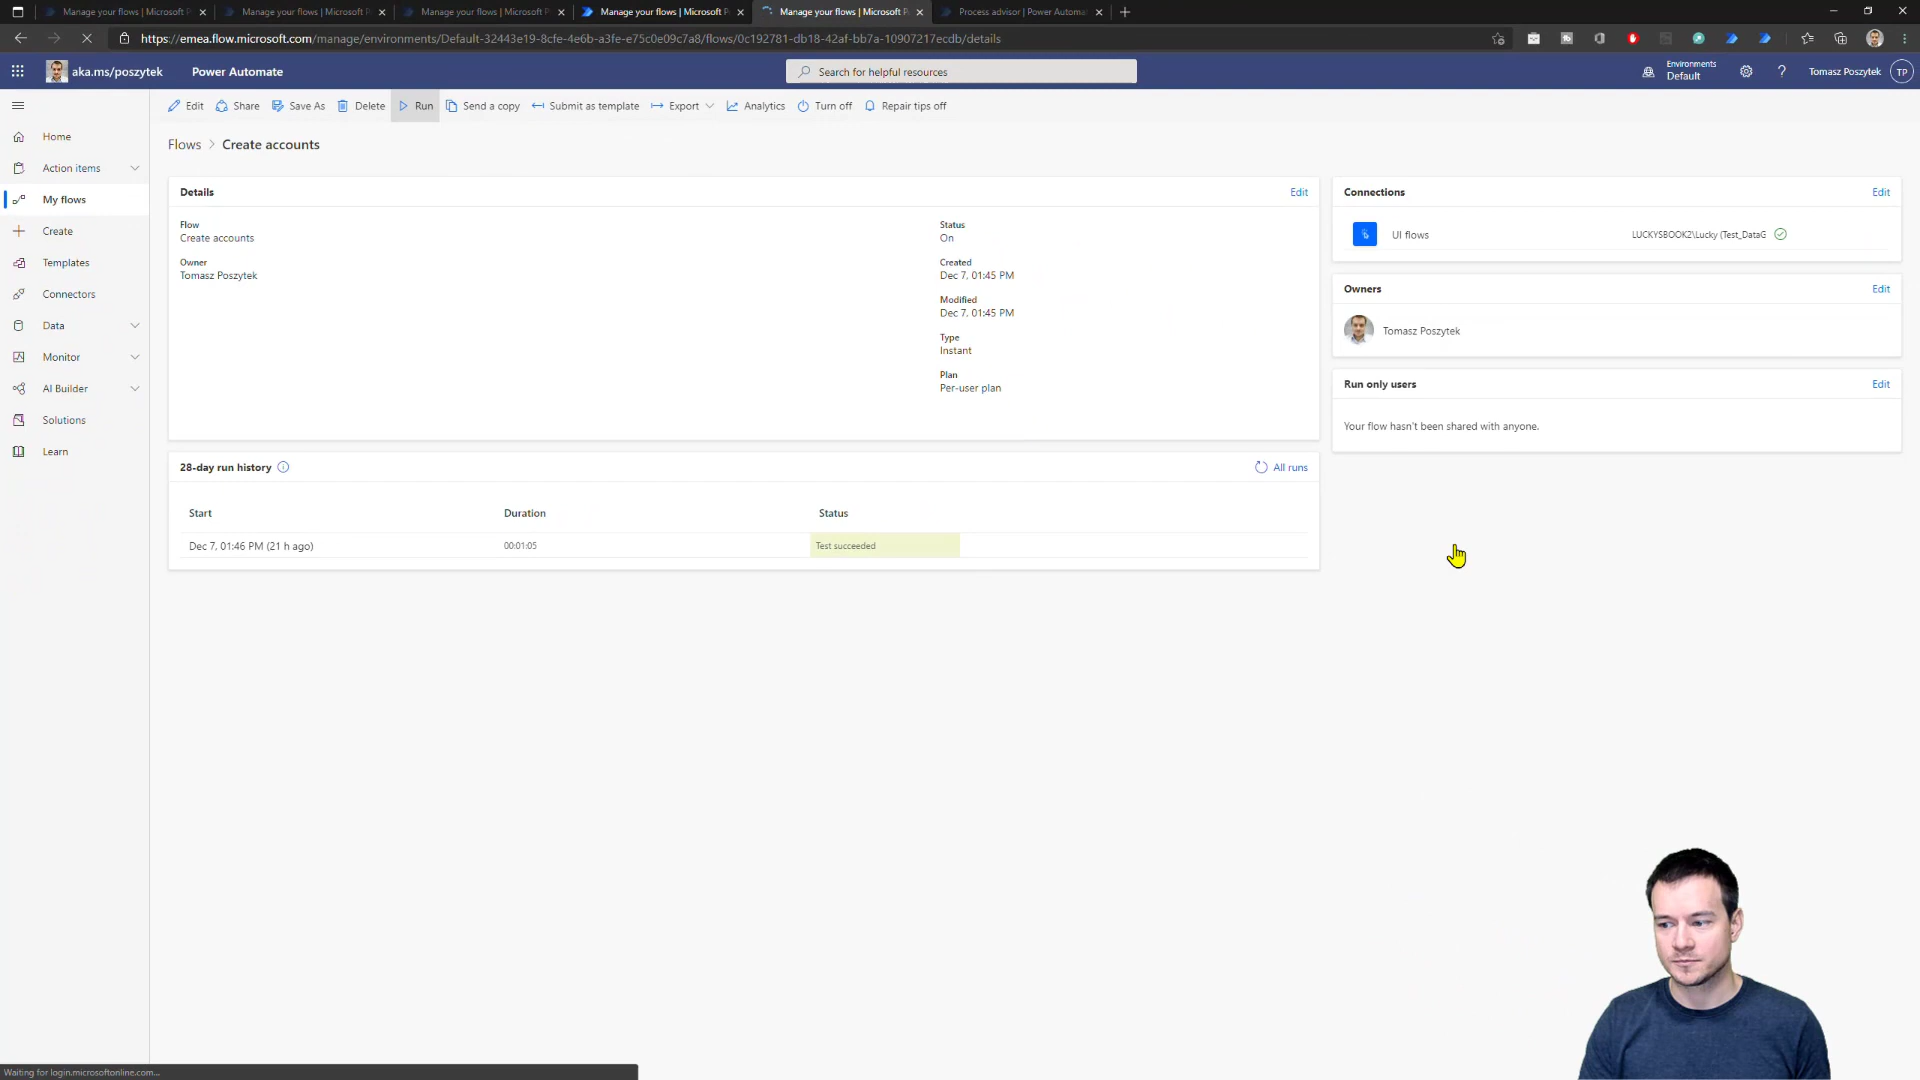 Manage your flows | Microsoft P
Manage your flows | Microsoft P
Manage your flows | Microsoft P
Manage your flows | Microsoft P
Manage your flows | Microsoft P
Process advisor | Power Automa
https://emea.flow.microsoft.com/manage/environments/Default-32443e19-8cfe-4e6b-a3fe-e75c0e09c7a8/flows/0c192781-db18-42af-bb7a-10907217ecdb/details
aka.ms/poszytek
Power Automate
Search for helpful resources
Environments
Default
Tomasz Poszytek
TP
Edit
Share
Save As
Delete
Run
Send a copy
Submit as template
Export
Analytics
Turn off
Repair tips off
Home
Action items
My flows
Create
Templates
Connectors
Data
Monitor
AI Builder
Solutions
Learn
Flows > Create accounts
Details
Edit
Flow
Create accounts
Owner
Tomasz Poszytek
Status
On
Created
Dec 7, 01:45 PM
Modified
Dec 7, 01:45 PM
Type
Instant
Plan
Per-user plan
Connections
Edit
UI flows
LUCKYSBOOK2\Lucky (Test_DataG
Owners
Edit
Tomasz Poszytek
Run only users
Edit
Your flow hasn't been shared with anyone.
28-day run history
All runs
Start
Duration
Status
Dec 7, 01:46 PM (21 h ago)
00:01:05
Test succeeded
Waiting for login.microsoftonline.com...